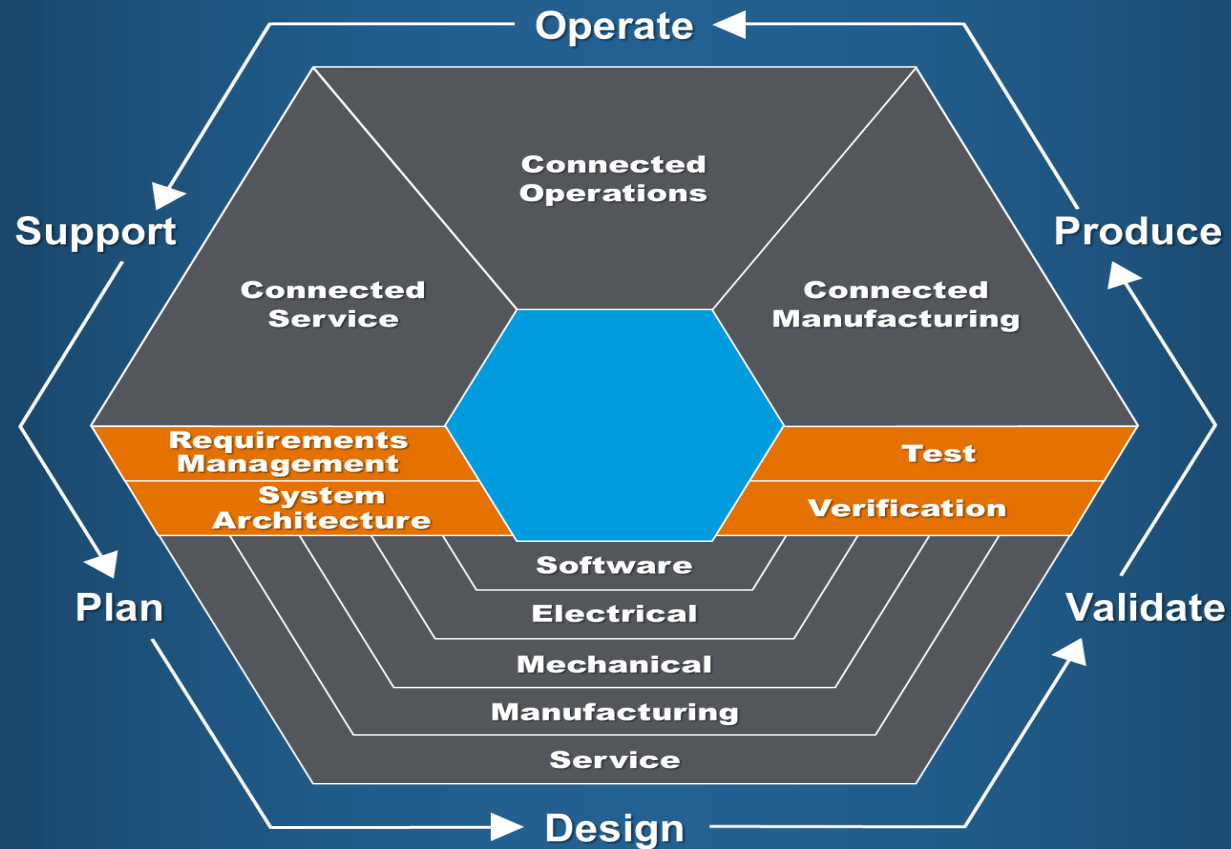 Operate
Connected
Operations
Support
Produce
Connected
Service
Connected
Manufacturing
Requirements
Management
Test
System
Architecture
Verification
Software
Plan
Validate
Electrical
Mechanical
Manufacturing
Service
Design